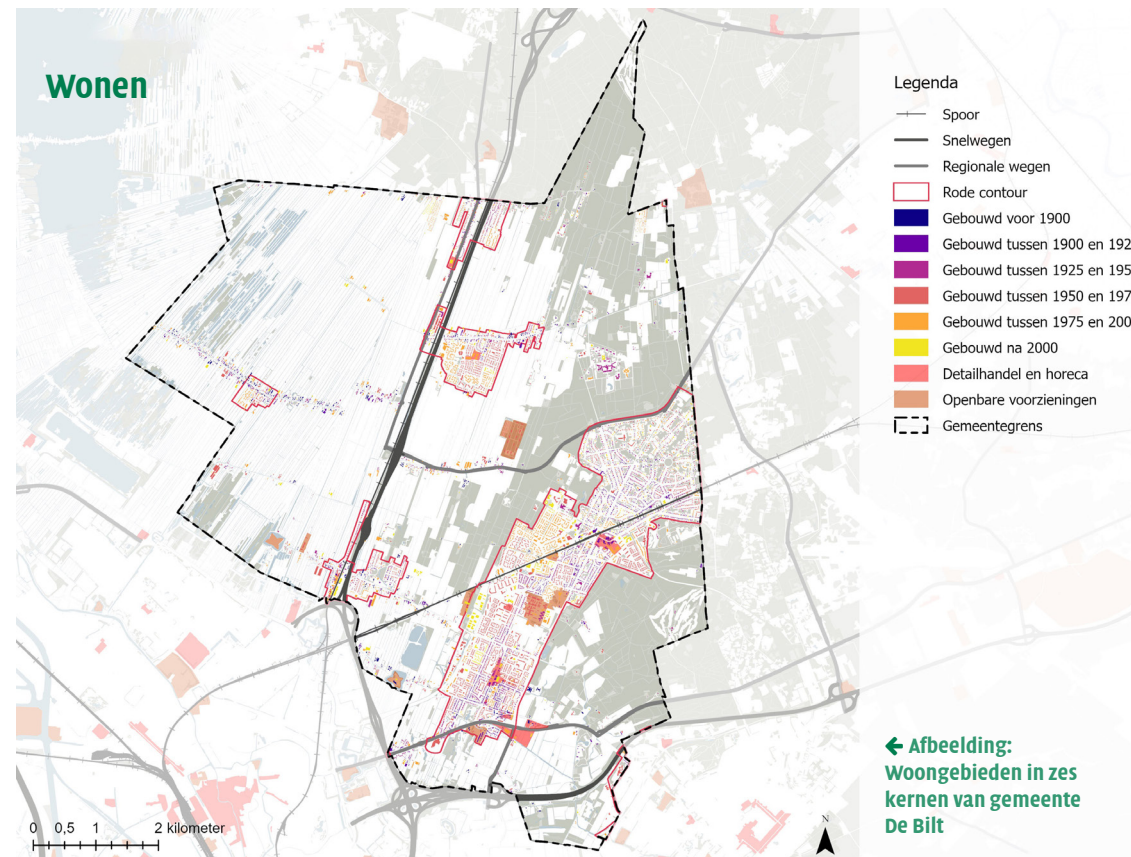 Wonen
Legenda
Spoor
Snelwegen
Regionale wegen
Rode contour
Gebouwd voor 1900
Gebouwd tussen 1900 en 192
Gebouwd tussen 1925 en 195
Gebouwd tussen 1950 en 197
Gebouwd tussen 1975 en 200
Gebouwd na 2000
Detailhandel en horeca
Openbare voorzieningen
Gemeentegrens
← Afbeelding:
Woongebieden in zes
kernen van gemeente
De Bilt
N
0 0,5 1 2 kilometer